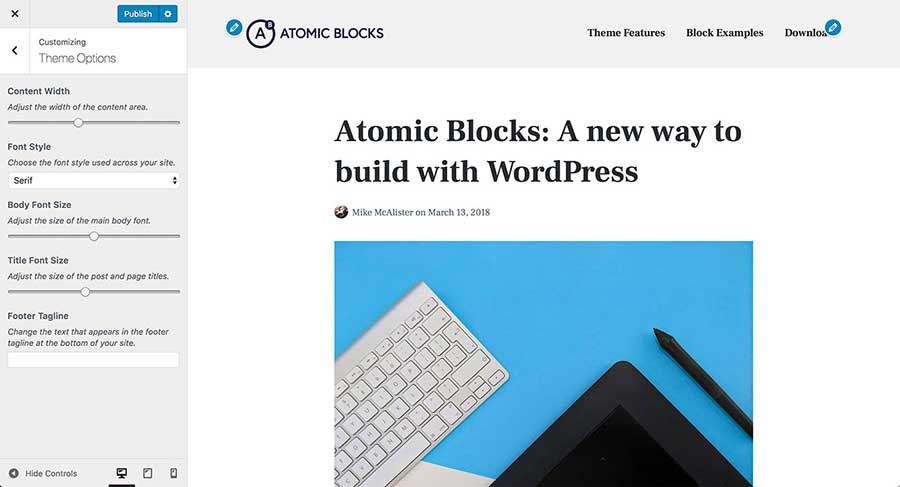 Publish
Customizing
Theme Options
Content Width
Adjust the width of the content area.
Font Style
Choose the font style used across your site.
Serif
Body Font Size
Adjust the size of the main body font.
Title Font Size
Adjust the size of the post and page titles.
Footer Tagline
Change the text that appears in the footer
tagline at the bottom of your site.
Hide Controls
A B ATOMIC BLOCKS
Theme Features
Block Examples
Downloa
Atomic Blocks: A new way to
build with WordPress
Mike McAlister on March 13, 2018